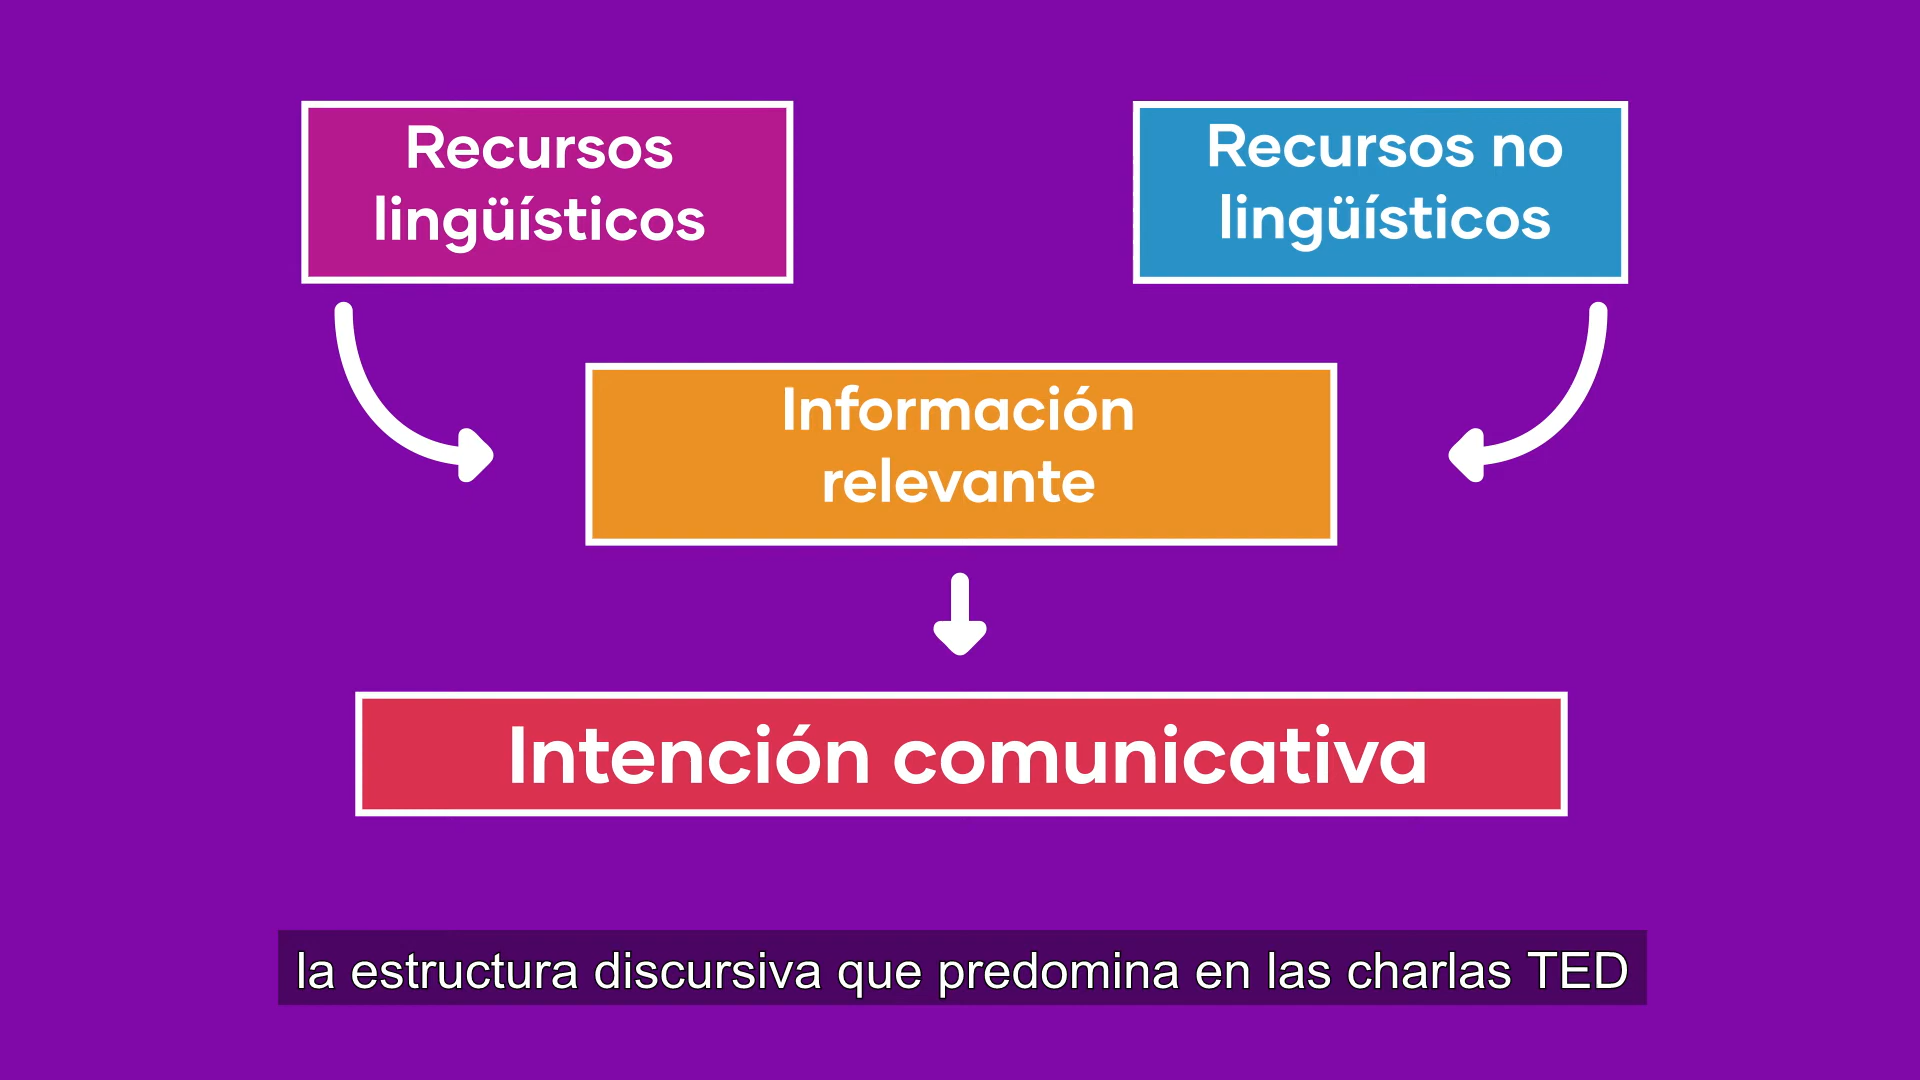 Recursos
lingüísticos
Recursos no
lingüísticos
Información
relevante
Intención comunicativa
la estructura discursiva que predomina en las charlas TED